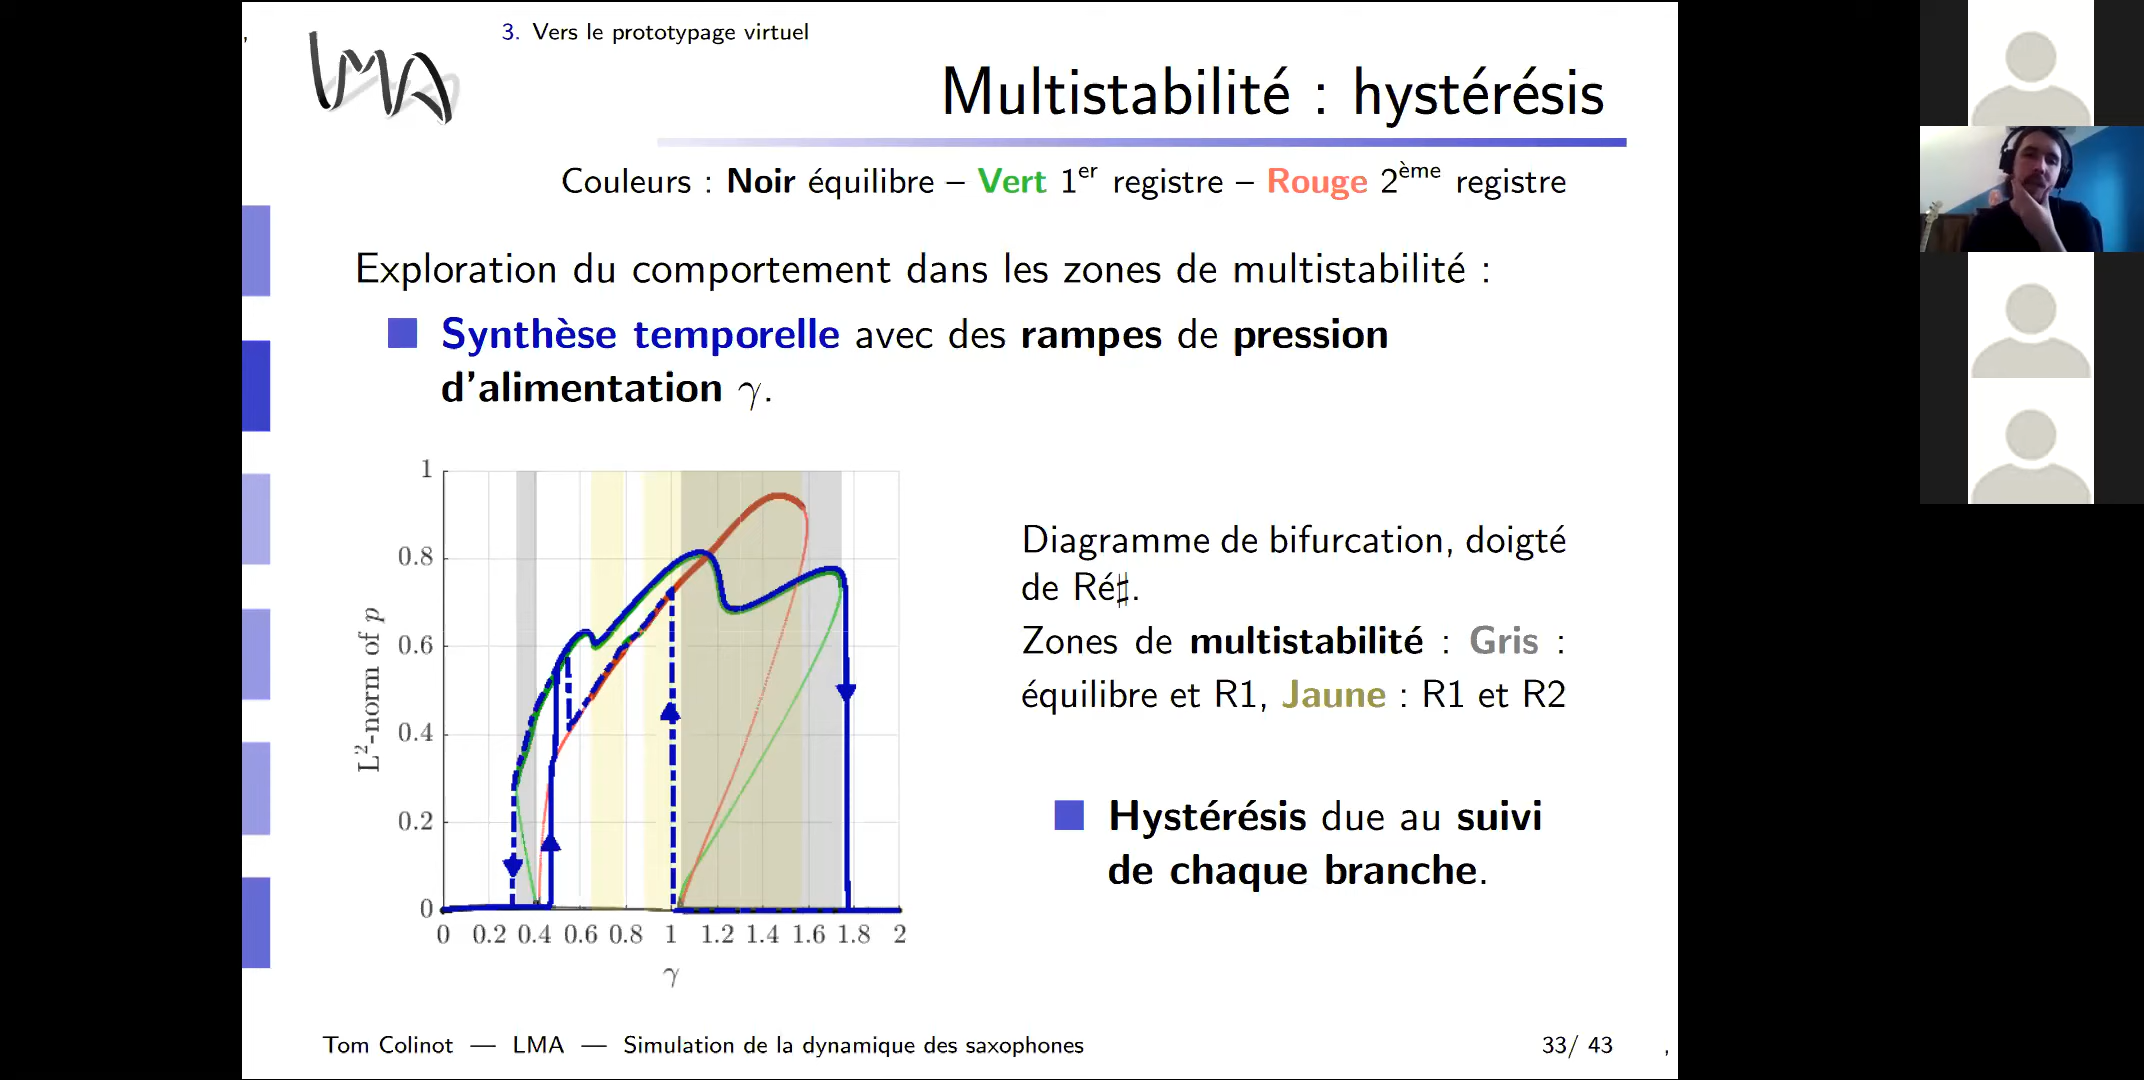 3. Vers le prototypage virtuel
LMA
Multistabilité : hystérésis
Couleurs : Noir équilibre – Vert 1er registre – Rouge 2ème registre
Exploration du comportement dans les zones de multistabilité :
Synthèse temporelle avec des rampes de pression
d'alimentation γ.
1
0.8
0.6
0.4
0.2
0
L²-norm of p
0 0.2 0.4 0.6 0.8 1 1.2 1.4 1.6 1.8 2
γ
Diagramme de bifurcation, doigté
de Ré♯.
Zones de multistabilité : Gris :
équilibre et R1, Jaune : R1 et R2
Hystérésis due au suivi
de chaque branche.
Tom Colinot — LMA — Simulation de la dynamique des saxophones
33/ 43